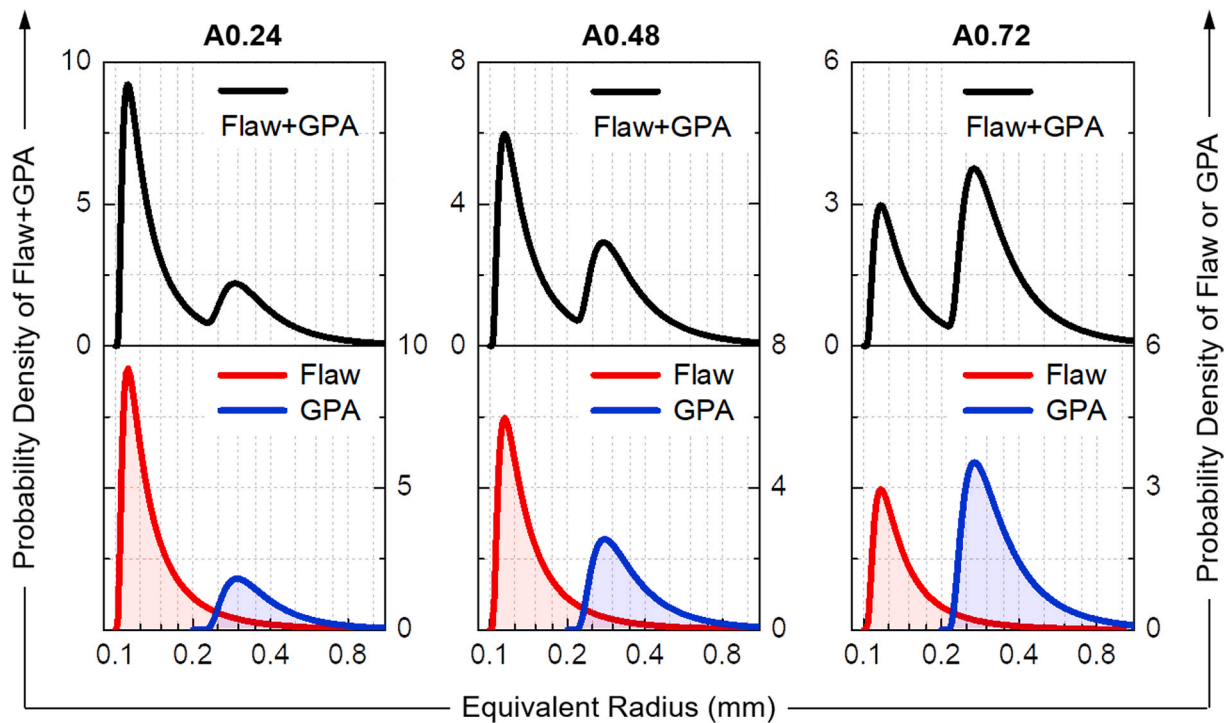 A0.24
A0.48
A0.72
Probability Density of Flaw+GPA
10
5
0
Flaw+GPA
8
4
0
Flaw+GPA
6
3
0
Flaw+GPA
Probability Density of Flaw or GPA
10
5
0
Flaw
GPA
8
4
0
Flaw
GPA
6
3
0
Flaw
GPA
0.1 0.2 0.4 0.8
0.1 0.2 0.4 0.8
0.1 0.2 0.4 0.8
Equivalent Radius (mm)